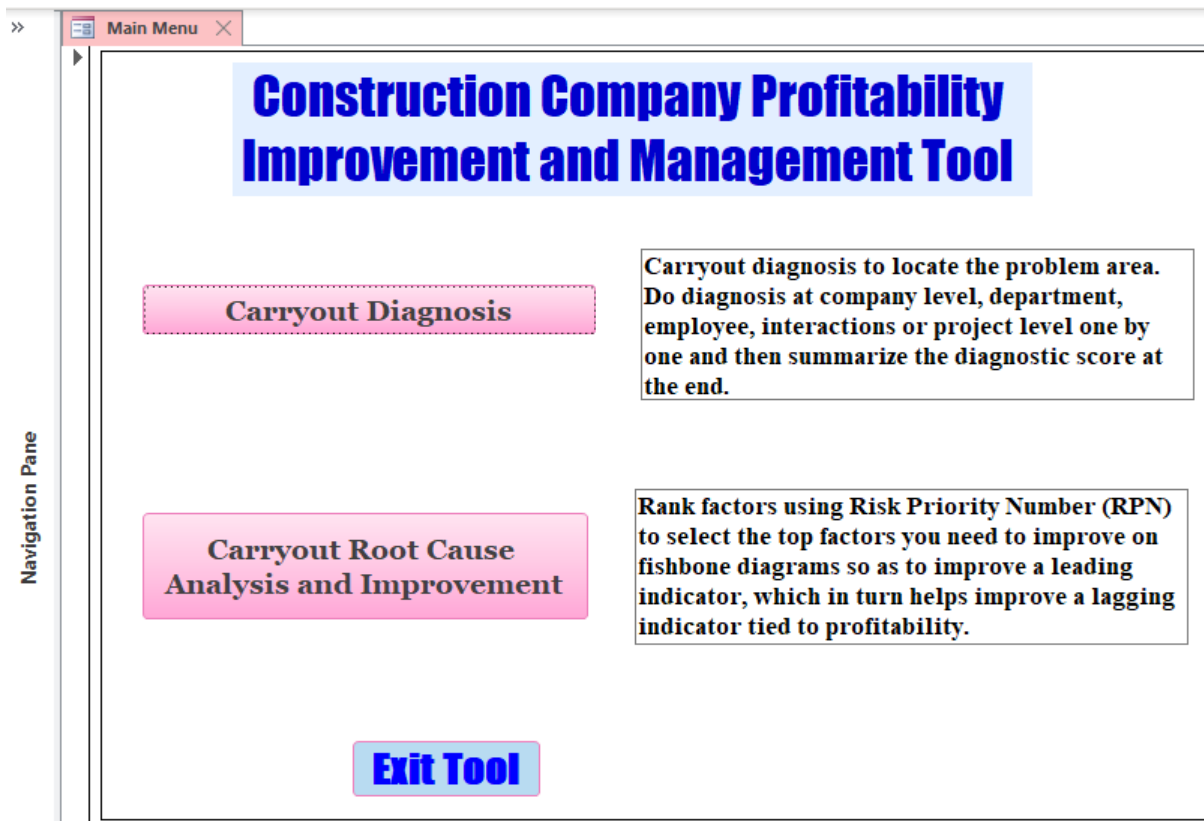 Main Menu
Construction Company Profitability
Improvement and Management Tool
Carryout Diagnosis
Carryout diagnosis to locate the problem area.
Do diagnosis at company level, department,
employee, interactions or project level one by
one and then summarize the diagnostic score at
the end.
Navigation Pane
Carryout Root Cause
Analysis and Improvement
Rank factors using Risk Priority Number (RPN)
to select the top factors you need to improve on
fishbone diagrams so as to improve a leading
indicator, which in turn helps improve a lagging
indicator tied to profitability.
Exit Tool